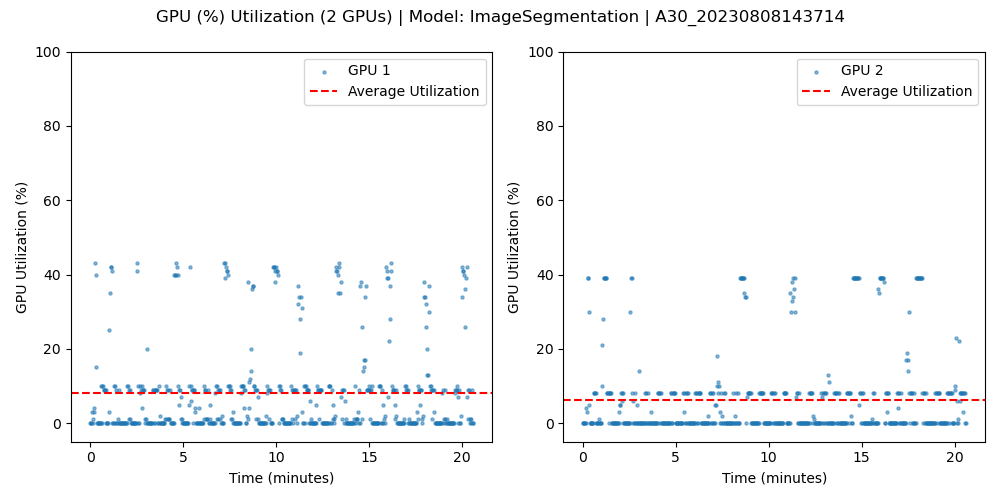 GPU (%) Utilization (2 GPUs) | Model: ImageSegmentation | A30_20230808143714
GPU 1
Average Utilization
100
80
60
40
20
0
GPU Utilization (%)
0 5 10 15 20
Time (minutes)
GPU 2
Average Utilization
100
80
60
40
20
0
GPU Utilization (%)
0 5 10 15 20
Time (minutes)